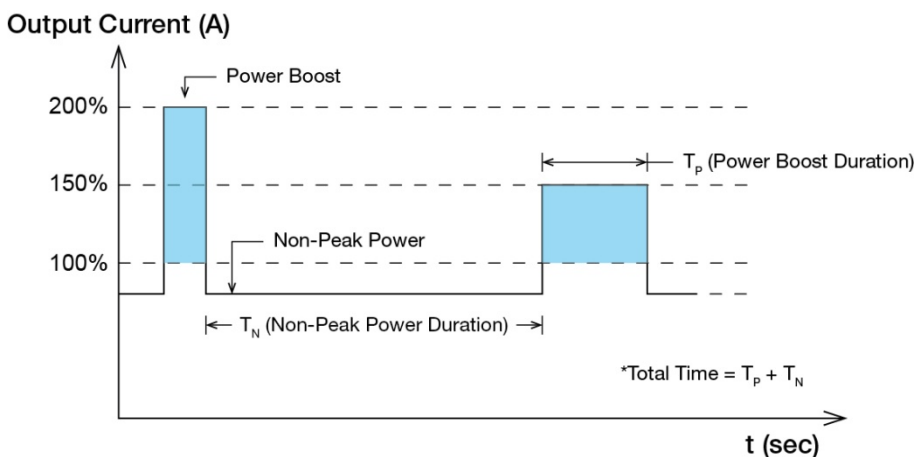 Output Current (A)
Power Boost
200%
T_P (Power Boost Duration)
150%
Non-Peak Power
100%
T_N (Non-Peak Power Duration)
*Total Time = T_P + T_N
t (sec)